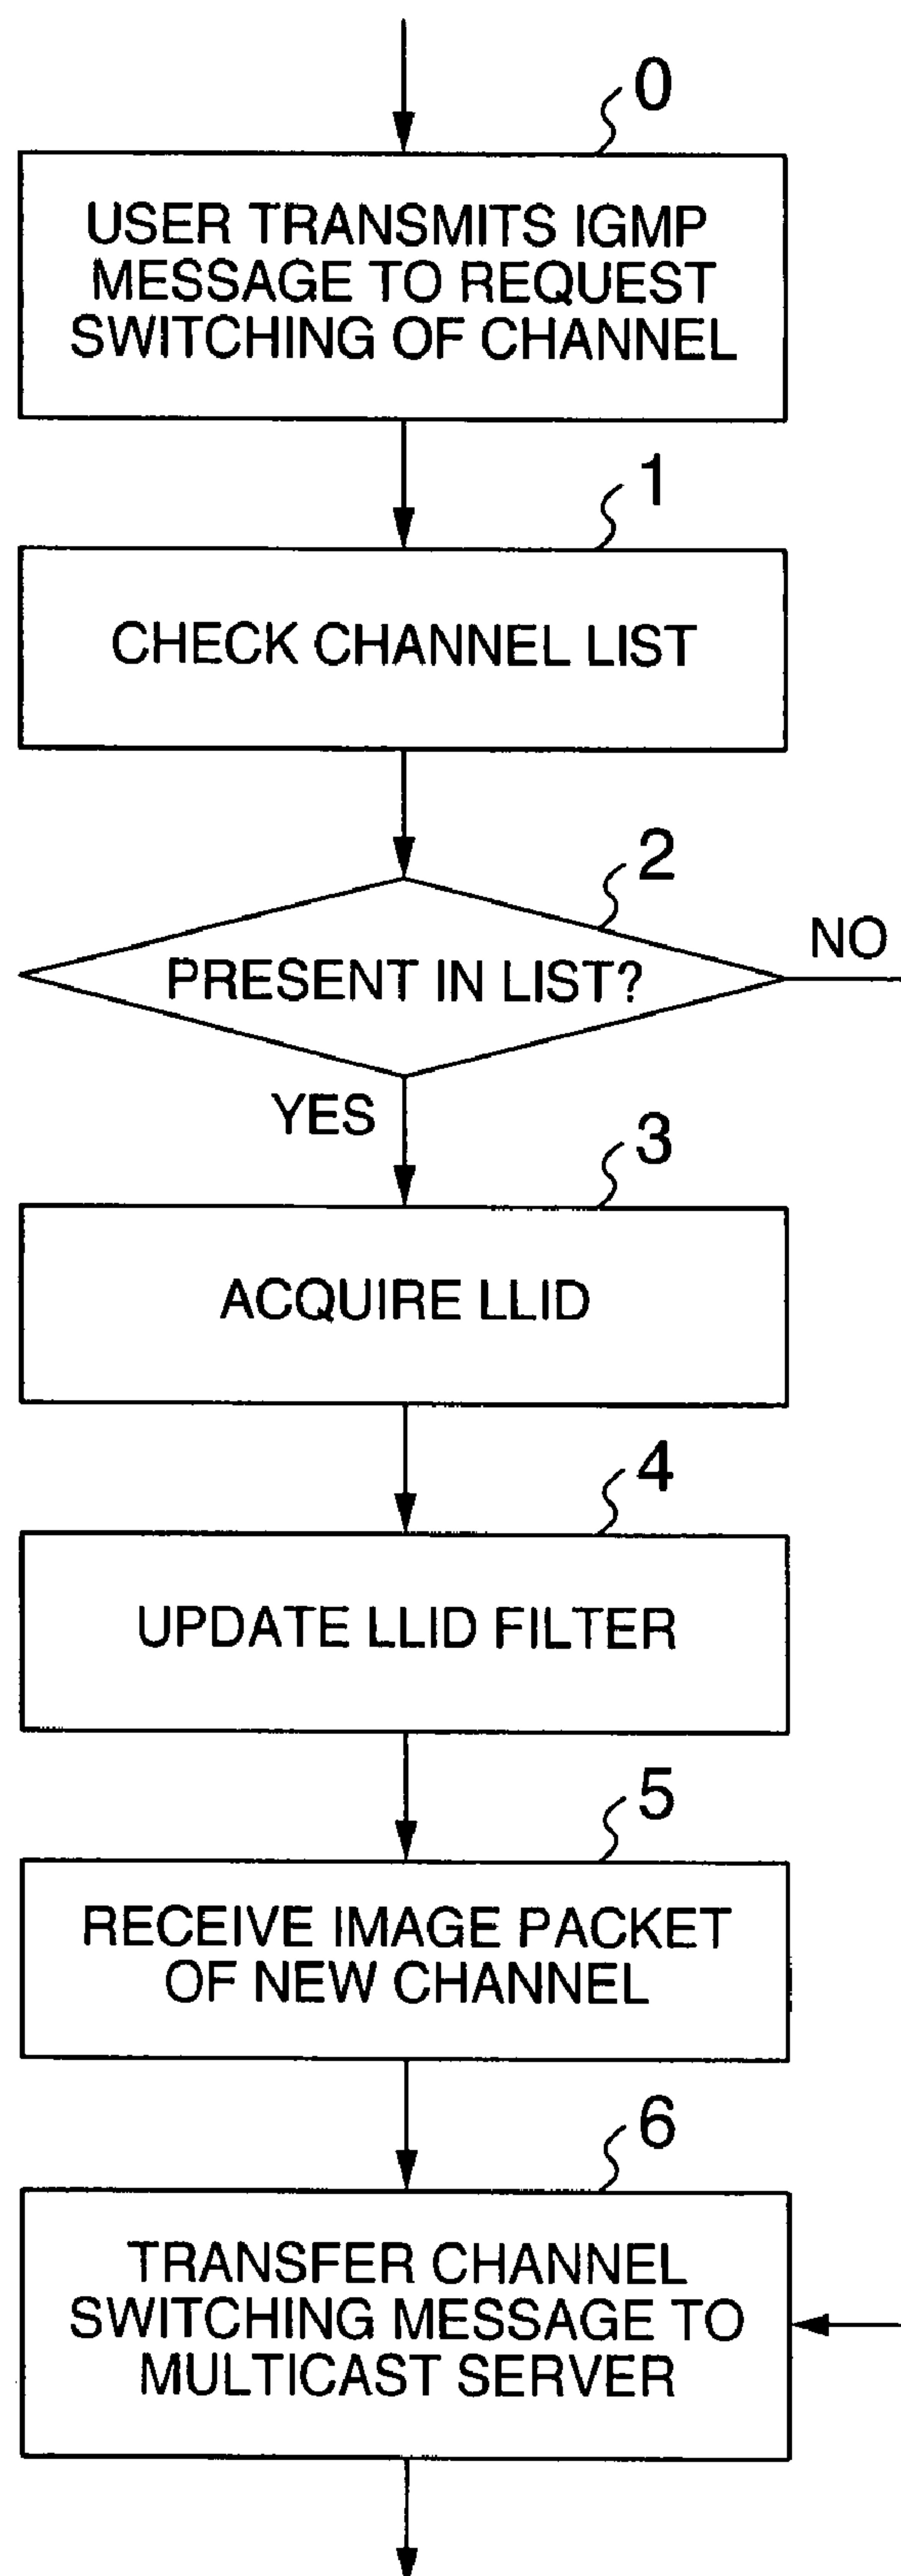 0
USER TRANSMITS IGMP
MESSAGE TO REQUEST
SWITCHING OF CHANNEL
1
CHECK CHANNEL LIST
2
PRESENT IN LIST?
NO
YES
3
ACQUIRE LLID
4
UPDATE LLID FILTER
5
RECEIVE IMAGE PACKET
OF NEW CHANNEL
6
TRANSFER CHANNEL
SWITCHING MESSAGE TO
MULTICAST SERVER